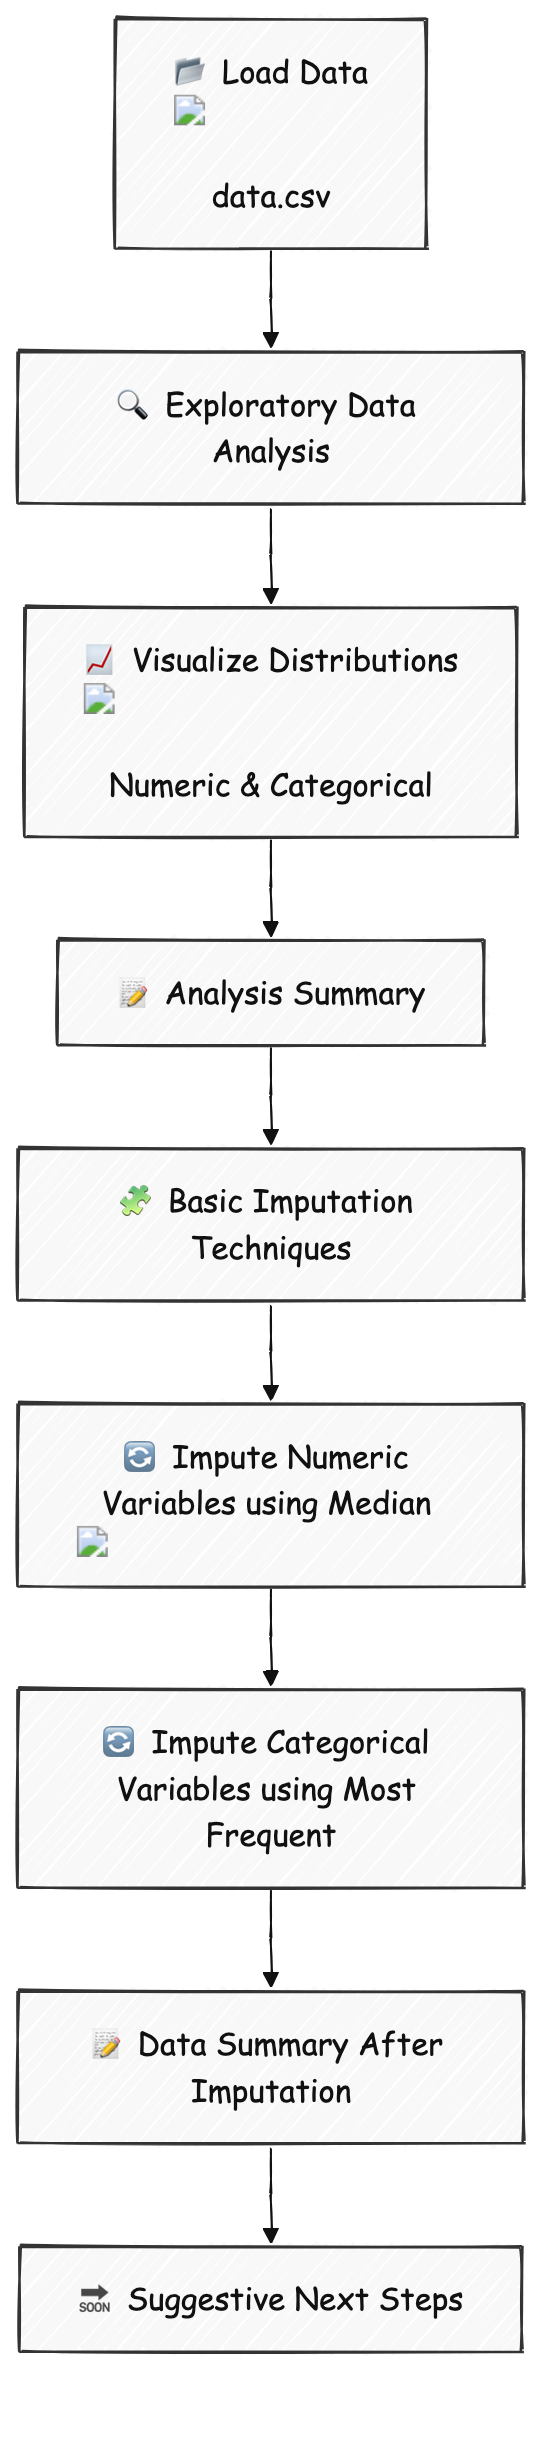 Load Data
data.csv
Exploratory Data
Analysis
Visualize Distributions
Numeric & Categorical
Analysis Summary
Basic Imputation
Techniques
Impute Numeric
Variables using Median
Impute Categorical
Variables using Most
Frequent
Data Summary After
Imputation
SOON Suggestive Next Steps